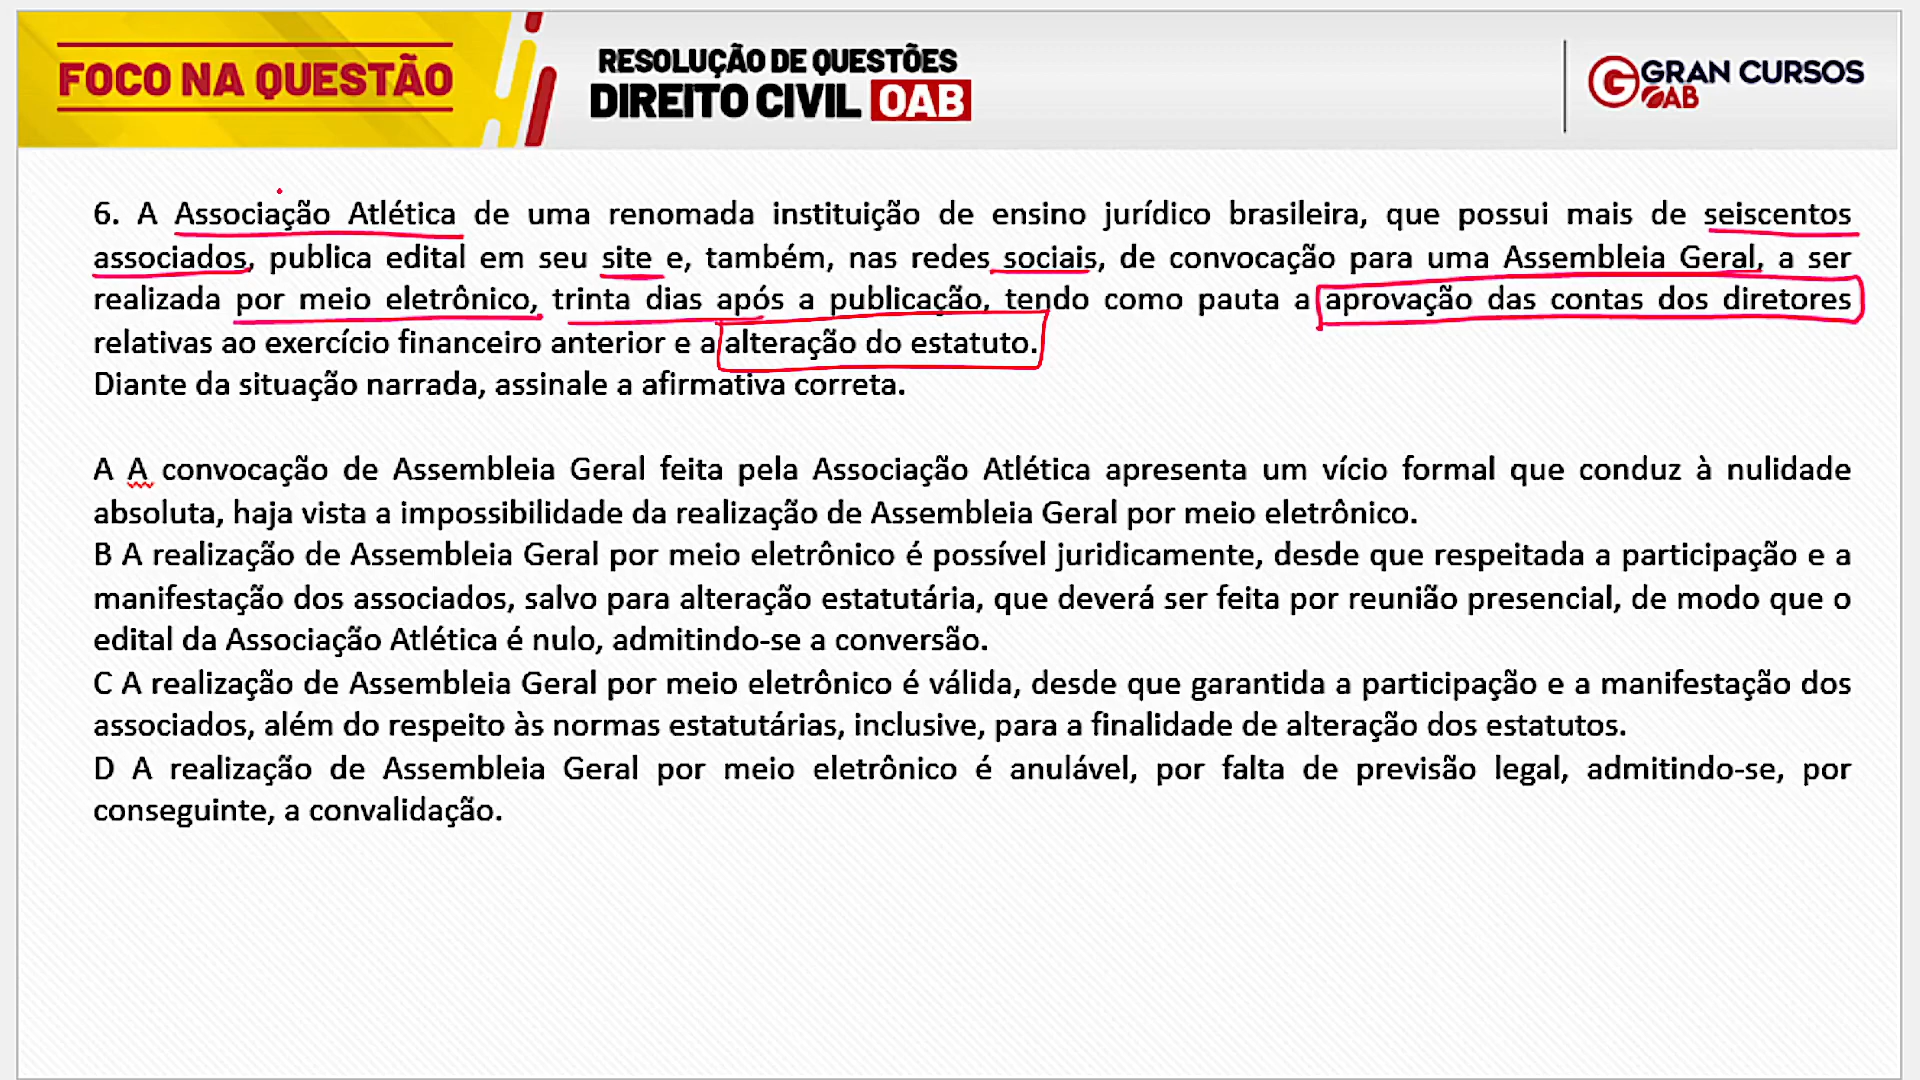 FOCO NA QUESTÃO
RESOLUÇÃO DE QUESTÕES
DIREITO CIVIL OAB
GRAN CURSOS
OAB
6. A Associação Atlética de uma renomada instituição de ensino jurídico brasileira, que possui mais de seiscentos
associados, publica edital em seu site e, também, nas redes sociais, de convocação para uma Assembleia Geral, a ser
realizada por meio eletrônico, trinta dias após a publicação, tendo como pauta a aprovação das contas dos diretores
relativas ao exercício financeiro anterior e a alteração do estatuto.
Diante da situação narrada, assinale a afirmativa correta.
A A convocação de Assembleia Geral feita pela Associação Atlética apresenta um vício formal que conduz à nulidade
absoluta, haja vista a impossibilidade da realização de Assembleia Geral por meio eletrônico.
B A realização de Assembleia Geral por meio eletrônico é possível juridicamente, desde que respeitada a participação e a
manifestação dos associados, salvo para alteração estatutária, que deverá ser feita por reunião presencial, de modo que o
edital da Associação Atlética é nulo, admitindo-se a conversão.
C A realização de Assembleia Geral por meio eletrônico é válida, desde que garantida a participação e a manifestação dos
associados, além do respeito às normas estatutárias, inclusive, para a finalidade de alteração dos estatutos.
D A realização de Assembleia Geral por meio eletrônico é anulável, por falta de previsão legal, admitindo-se, por
conseguinte, a convalidação.